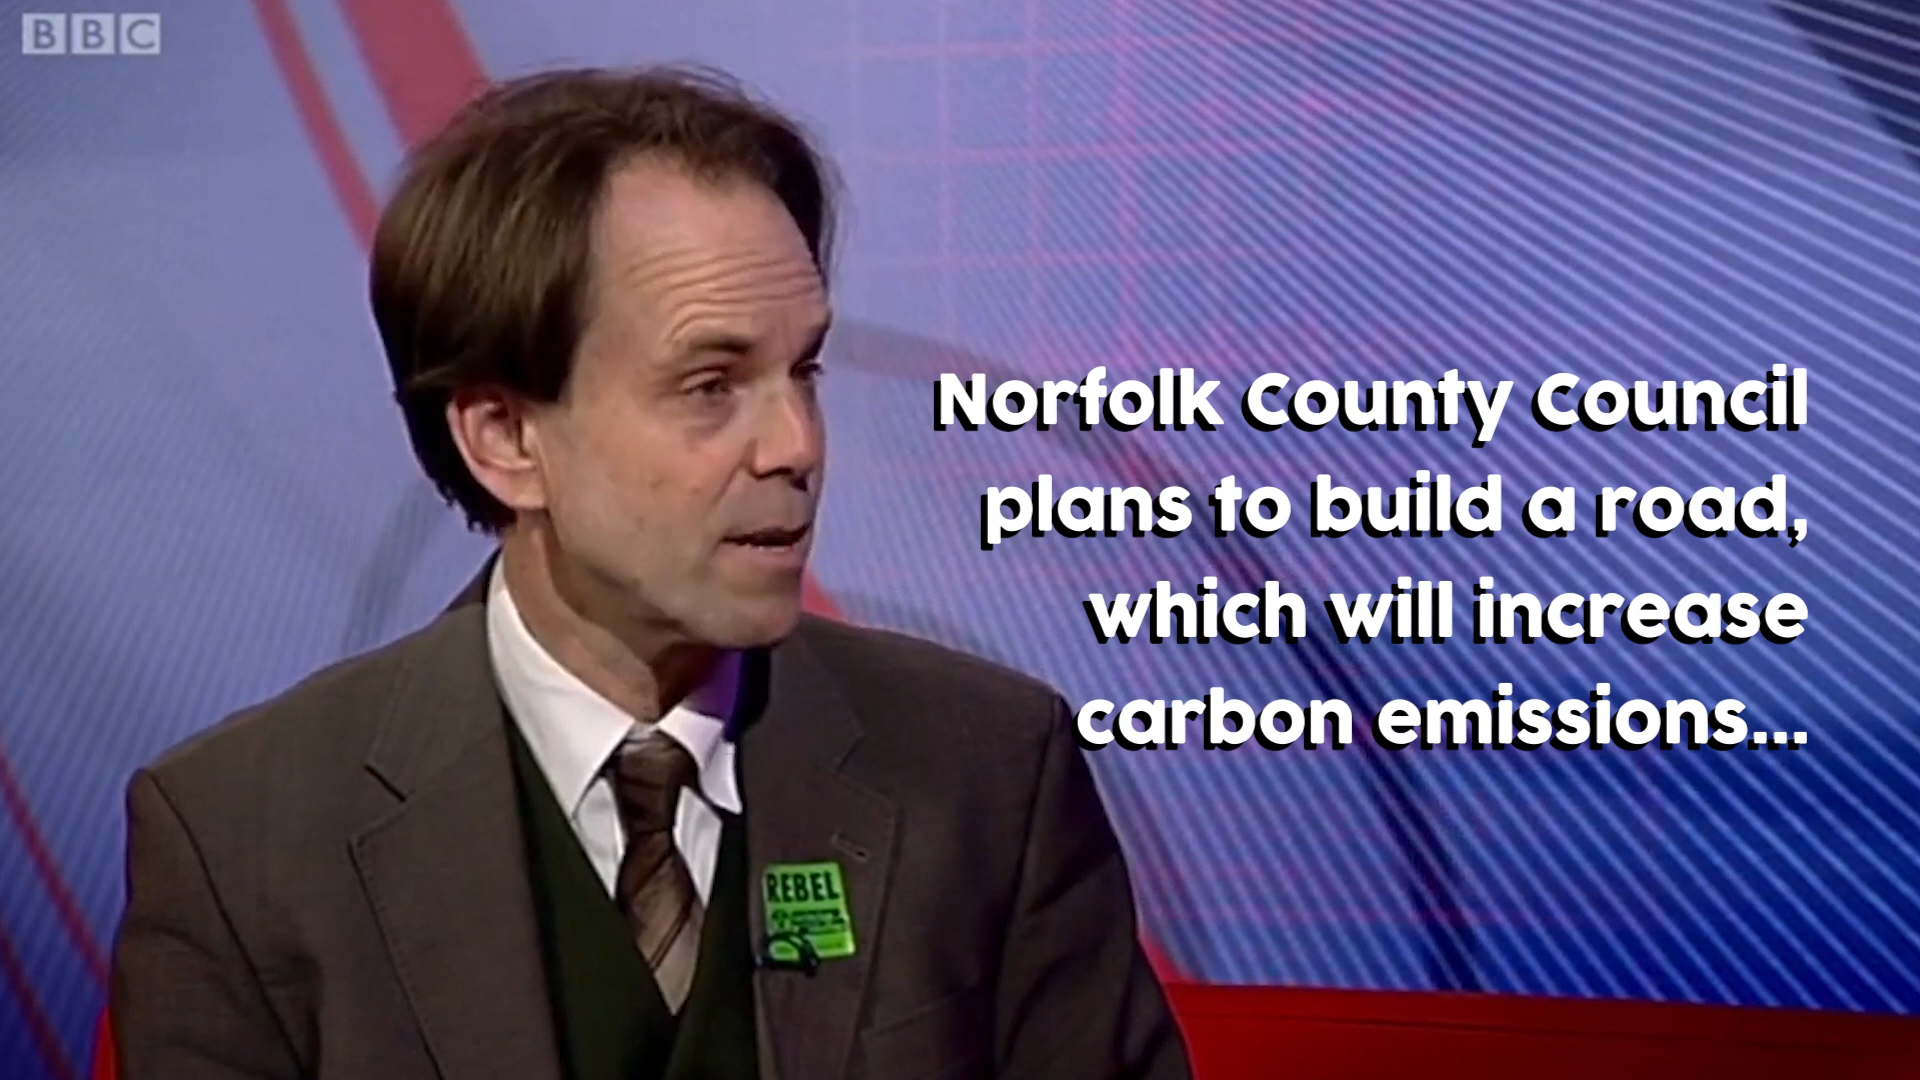 BBC
Norfolk County Council
plans to build a road,
which will increase
carbon emissions...
REBEL